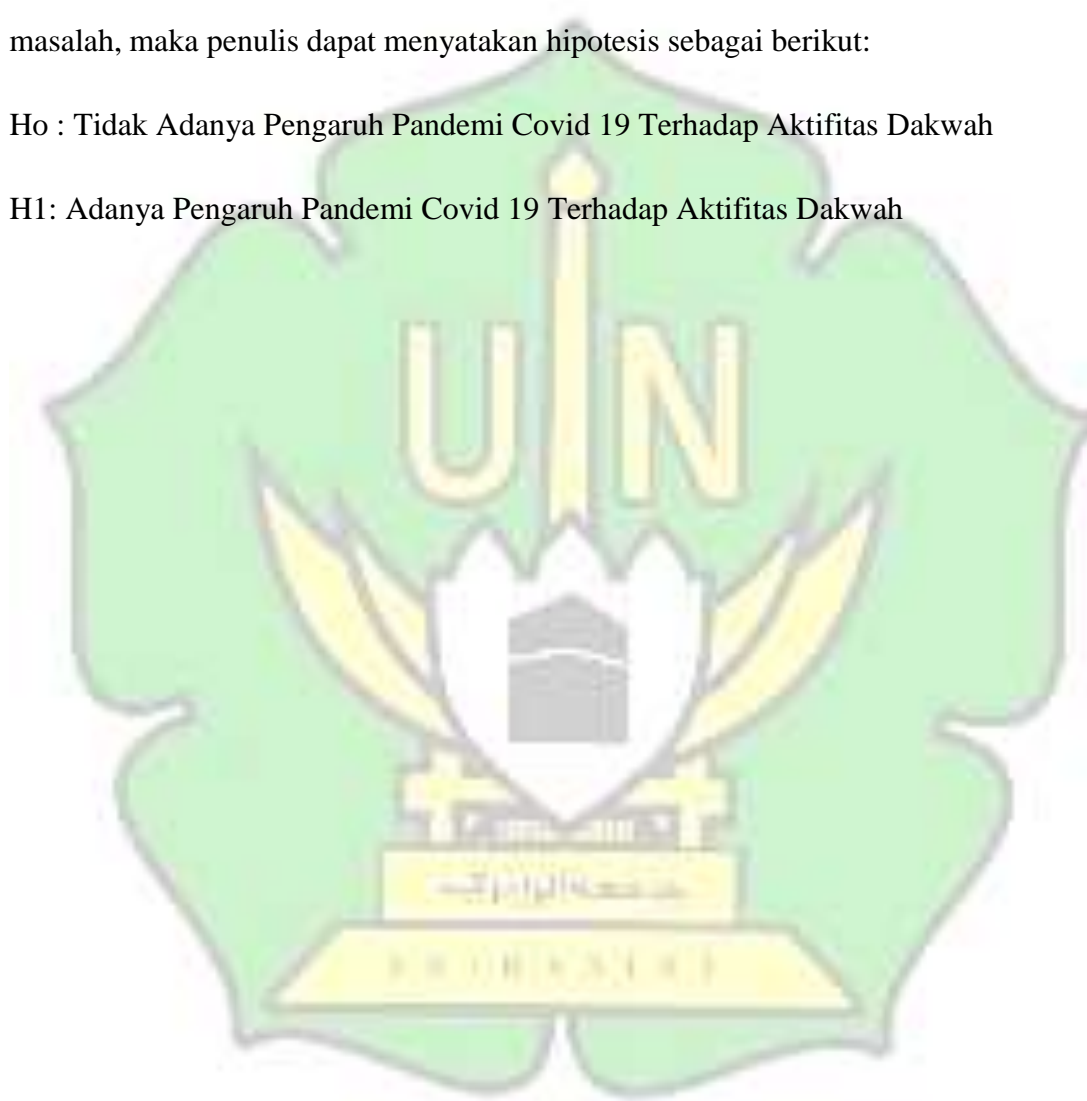 masalah, maka penulis dapat menyatakan hipotesis sebagai berikut:
Ho : Tidak Adanya Pengaruh Pandemi Covid 19 Terhadap Aktifitas Dakwah
H1: Adanya Pengaruh Pandemi Covid 19 Terhadap Aktifitas Dakwah
UIN